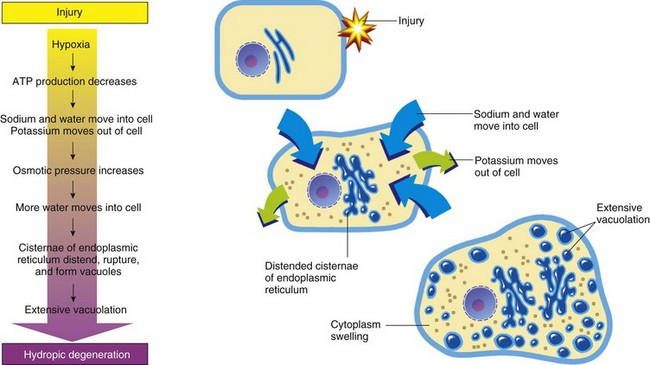 Injury
Hypoxia
ATP production decreases
Sodium and water move into cell
Potassium moves out of cell
Osmotic pressure increases
More water moves into cell
Cisternae of endoplasmic
reticulum distend, rupture,
and form vacuoles
Extensive vacuolation
Hydropic degeneration
Injury
Sodium and water
move into cell
Potassium moves
out of cell
Distended cisternae
of endoplasmic
reticulum
Extensive
vacuolation
Cytoplasm
swelling